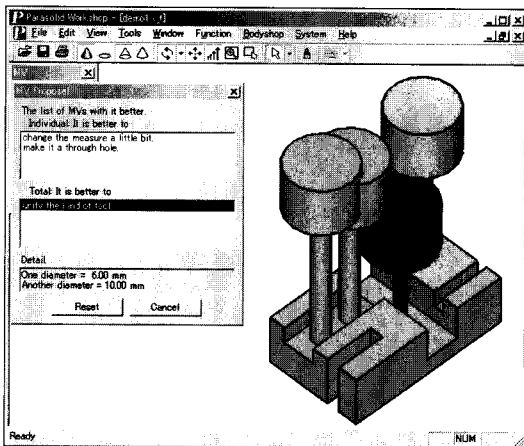 Parasolid Workshop - [demo1
File Edit View Tools Window Function Bodyshop System Help
The list of MVs with it better.
Individual: It is better to
change the measure a little bit.
make it a through hole.
Total: It is better to
unify the kind of tool
Detail
One diameter = 6.00 mm
Another diameter = 10.00 mm
Reset Cancel
Ready NUM